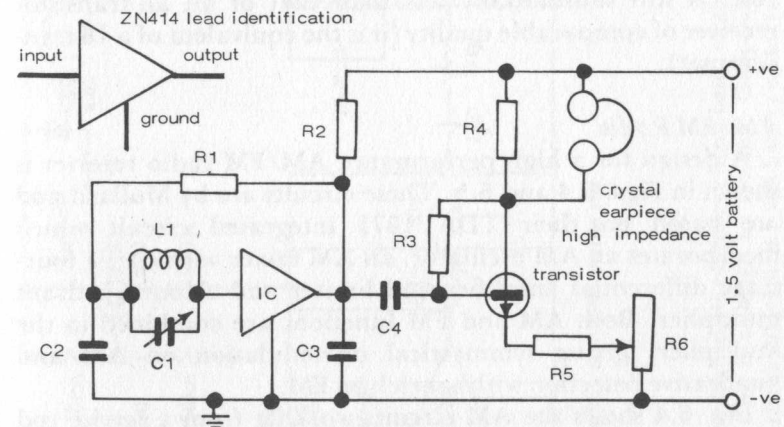 ZN414 lead identification
input
output
ground
R1
R2
R4
+ve
crystal
earpiece
high impedance
1.5 volt battery
R3
L1
IC
transistor
C1
C2
C3
C4
R5
R6
-ve